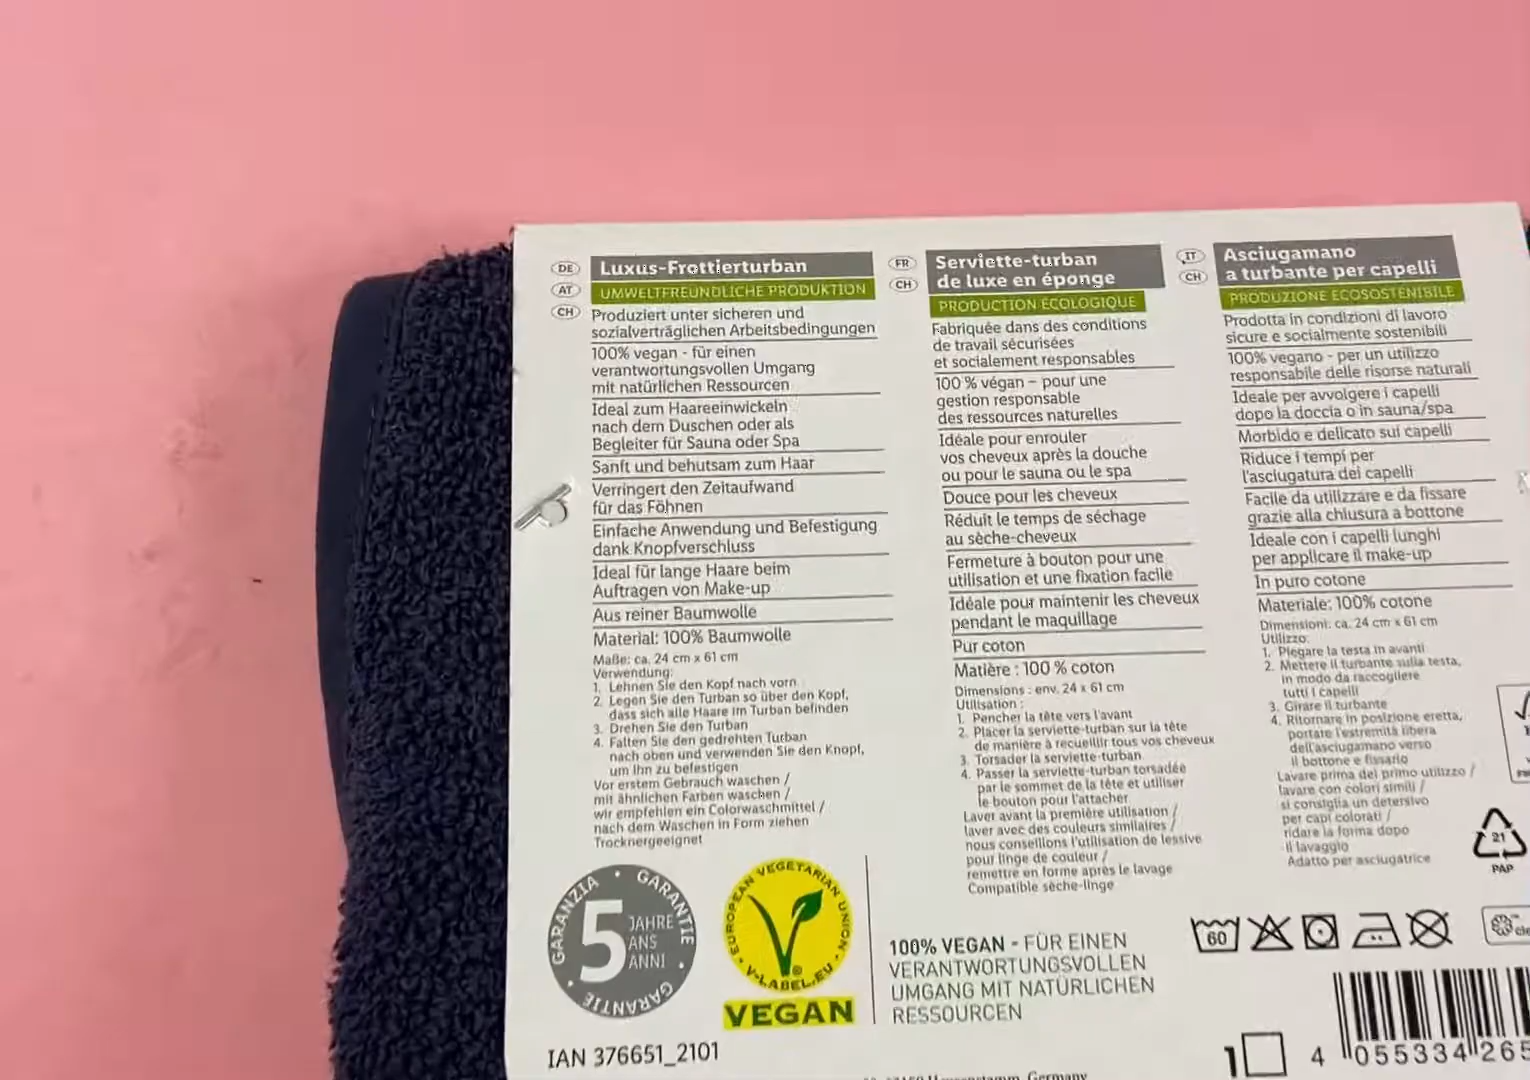 DE
AT
CH
Luxus-Frottierturban
UMWELTFREUNDLICHE PRODUKTION
Produziert unter sicheren und
sozialverträglichen Arbeitsbedingungen
100% vegan - für einen
verantwortungsvollen Umgang
mit natürlichen Ressourcen
Ideal zum Haareeinwickeln
nach dem Duschen oder als
Begleiter für Sauna oder Spa
Sanft und behutsam zum Haar
Verringert den Zeitaufwand
für das Föhnen
Einfache Anwendung und Befestigung
dank Knopfverschluss
Ideal für lange Haare beim
Auftragen von Make-up
Aus reiner Baumwolle
Material: 100% Baumwolle
Maße: ca. 24 cm x 61 cm
Verwendung:
1. Lehnen Sie den Kopf nach vorn
2. Legen Sie den Turban so über den Kopf,
dass sich alle Haare im Turban befinden
3. Drehen Sie den Turban
4. Falten Sie den gedrehten Turban
nach oben und verwenden Sie den Knopf,
um ihn zu befestigen
Vor erstem Gebrauch waschen /
mit ähnlichen Farben waschen /
wir empfehlen ein Colorwaschmittel /
nach dem Waschen in Form ziehen
Trocknergeeignet
FR
CH
Serviette-turban
de luxe en éponge
PRODUCTION ÉCOLOGIQUE
Fabriquée dans des conditions
de travail sécurisées
et socialement responsables
100 % végan – pour une
gestion responsable
des ressources naturelles
Idéale pour enrouler
vos cheveux après la douche
ou pour le sauna ou le spa
Douce pour les cheveux
Réduit le temps de séchage
au sèche-cheveux
Fermeture à bouton pour une
utilisation et une fixation facile
Idéale pour maintenir les cheveux
pendant le maquillage
Pur coton
Matière : 100 % coton
Dimensions : env. 24 x 61 cm
Utilisation :
1. Pencher la tête vers l'avant
2. Placer la serviette-turban sur la tête
de manière à recueillir tous vos cheveux
3. Torsader la serviette-turban
4. Passer la serviette-turban torsadée
par le sommet de la tête et utiliser
le bouton pour l'attacher
Laver avant la première utilisation /
laver avec des couleurs similaires /
nous conseillons l'utilisation de lessive
pour linge de couleur /
remettre en forme après le lavage
Compatible sèche-linge
IT
CH
Asciugamano
a turbante per capelli
PRODUZIONE ECOSOSTENIBILE
Prodotta in condizioni di lavoro
sicure e socialmente sostenibili
100% vegano - per un utilizzo
responsabile delle risorse naturali
Ideale per avvolgere i capelli
dopo la doccia o in sauna/spa
Morbido e delicato sui capelli
Riduce i tempi per
l'asciugatura dei capelli
Facile da utilizzare e da fissare
grazie alla chiusura a bottone
Ideale con i capelli lunghi
per applicare il make-up
In puro cotone
Materiale: 100% cotone
Dimensioni: ca. 24 cm x 61 cm
Utilizzo:
1. Piegare la testa in avanti
2. Mettere il turbante sulla testa,
in modo da raccogliere
tutti i capelli
3. Girare il turbante
4. Ritornare in posizione eretta,
portare l'estremità libera
dell'asciugamano verso
il bottone e fissarlo
Lavare prima del primo utilizzo /
lavare con colori simili /
si consiglia un detersivo
per capi colorati /
ridare la forma dopo
il lavaggio
Adatto per asciugatrice
21
PAP
GARANTIE
GARANZIA
GARANTIE
5
JAHRE
ANS
ANNI
EUROPEAN VEGETARIAN UNION
V-LABEL.EU
VEGAN
100% VEGAN - FÜR EINEN
VERANTWORTUNGSVOLLEN
UMGANG MIT NATÜRLICHEN
RESSOURCEN
60
IAN 376651_2101
1
4 055334 265
Germany